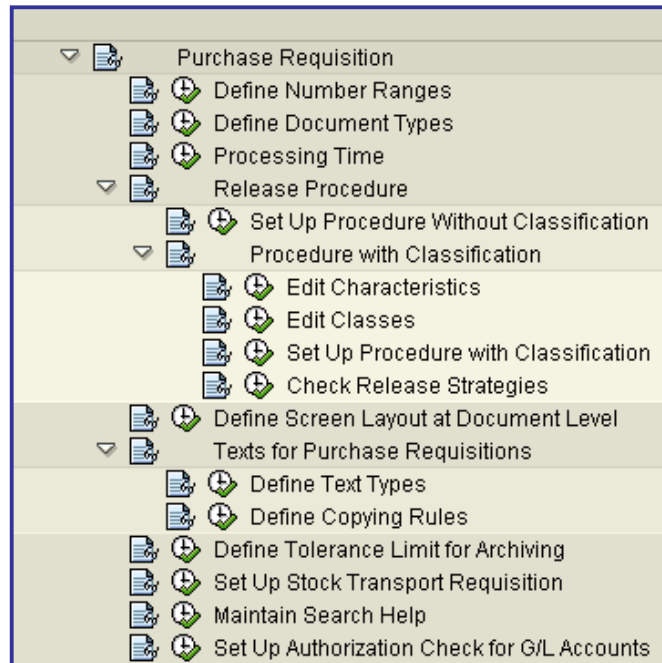 Purchase Requisition
Define Number Ranges
Define Document Types
Processing Time
Release Procedure
Set Up Procedure Without Classification
Procedure with Classification
Edit Characteristics
Edit Classes
Set Up Procedure with Classification
Check Release Strategies
Define Screen Layout at Document Level
Texts for Purchase Requisitions
Define Text Types
Define Copying Rules
Define Tolerance Limit for Archiving
Set Up Stock Transport Requisition
Maintain Search Help
Set Up Authorization Check for G/L Accounts